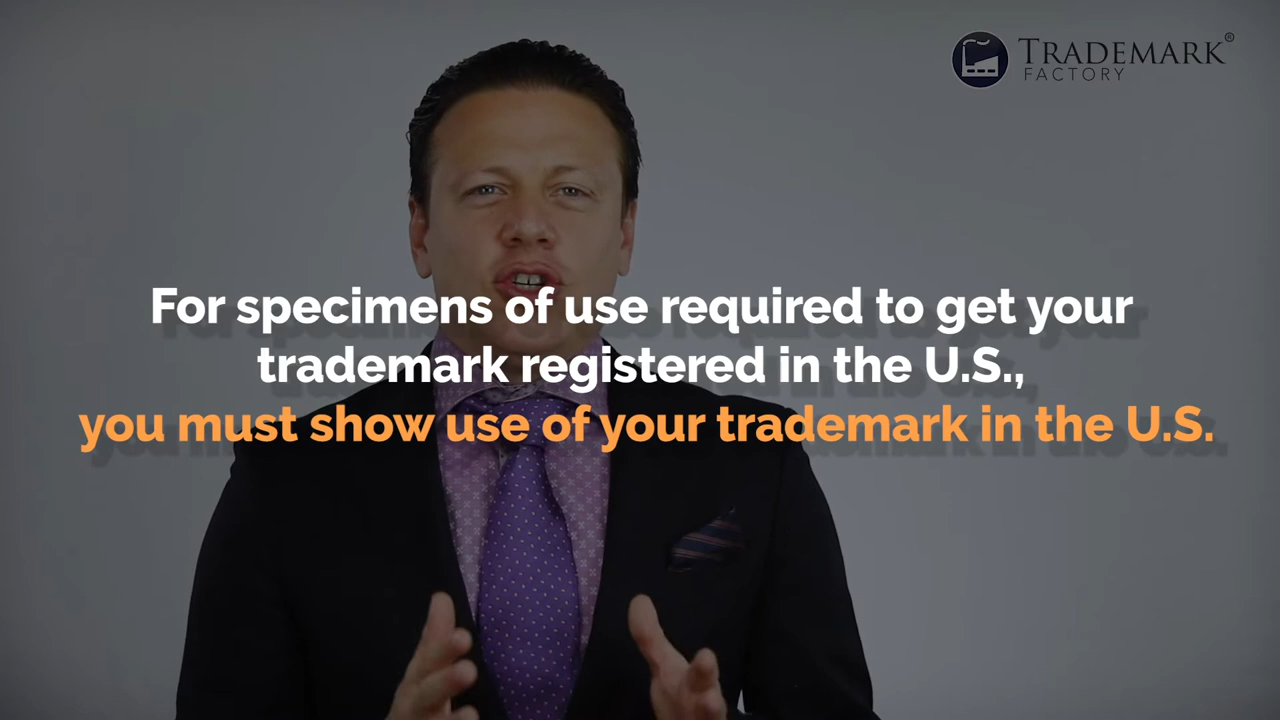 TRADEMARK®
FACTORY
For specimens of use required to get your
trademark registered in the U.S.,
you must show use of your trademark in the U.S.